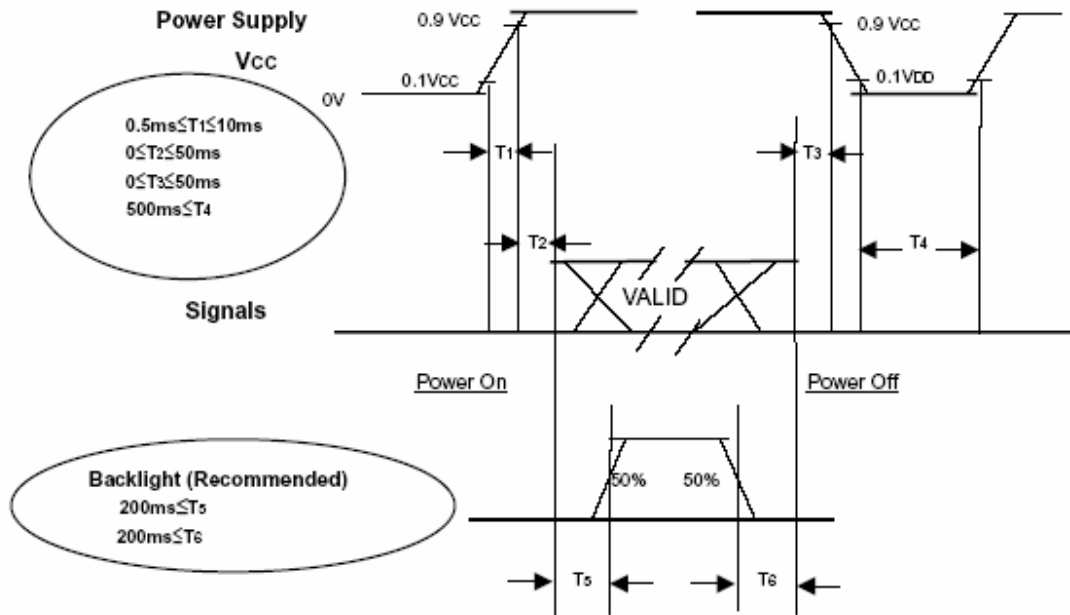 Power Supply
Vcc
0.9 Vcc
0.9 Vcc
0.1Vcc
0.1VDD
0V
0.5ms≤T1≤10ms
0≤T2≤50ms
0≤T3≤50ms
500ms≤T4
T1
T3
T2
T4
VALID
Signals
Power On
Power Off
Backlight (Recommended)
200ms≤T5
200ms≤T6
50%
50%
T5
T6